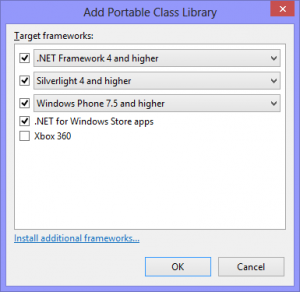 Add Portable Class Library
Target frameworks:
.NET Framework 4 and higher
Silverlight 4 and higher
Windows Phone 7.5 and higher
.NET for Windows Store apps
Xbox 360
Install additional frameworks...
OK
Cancel